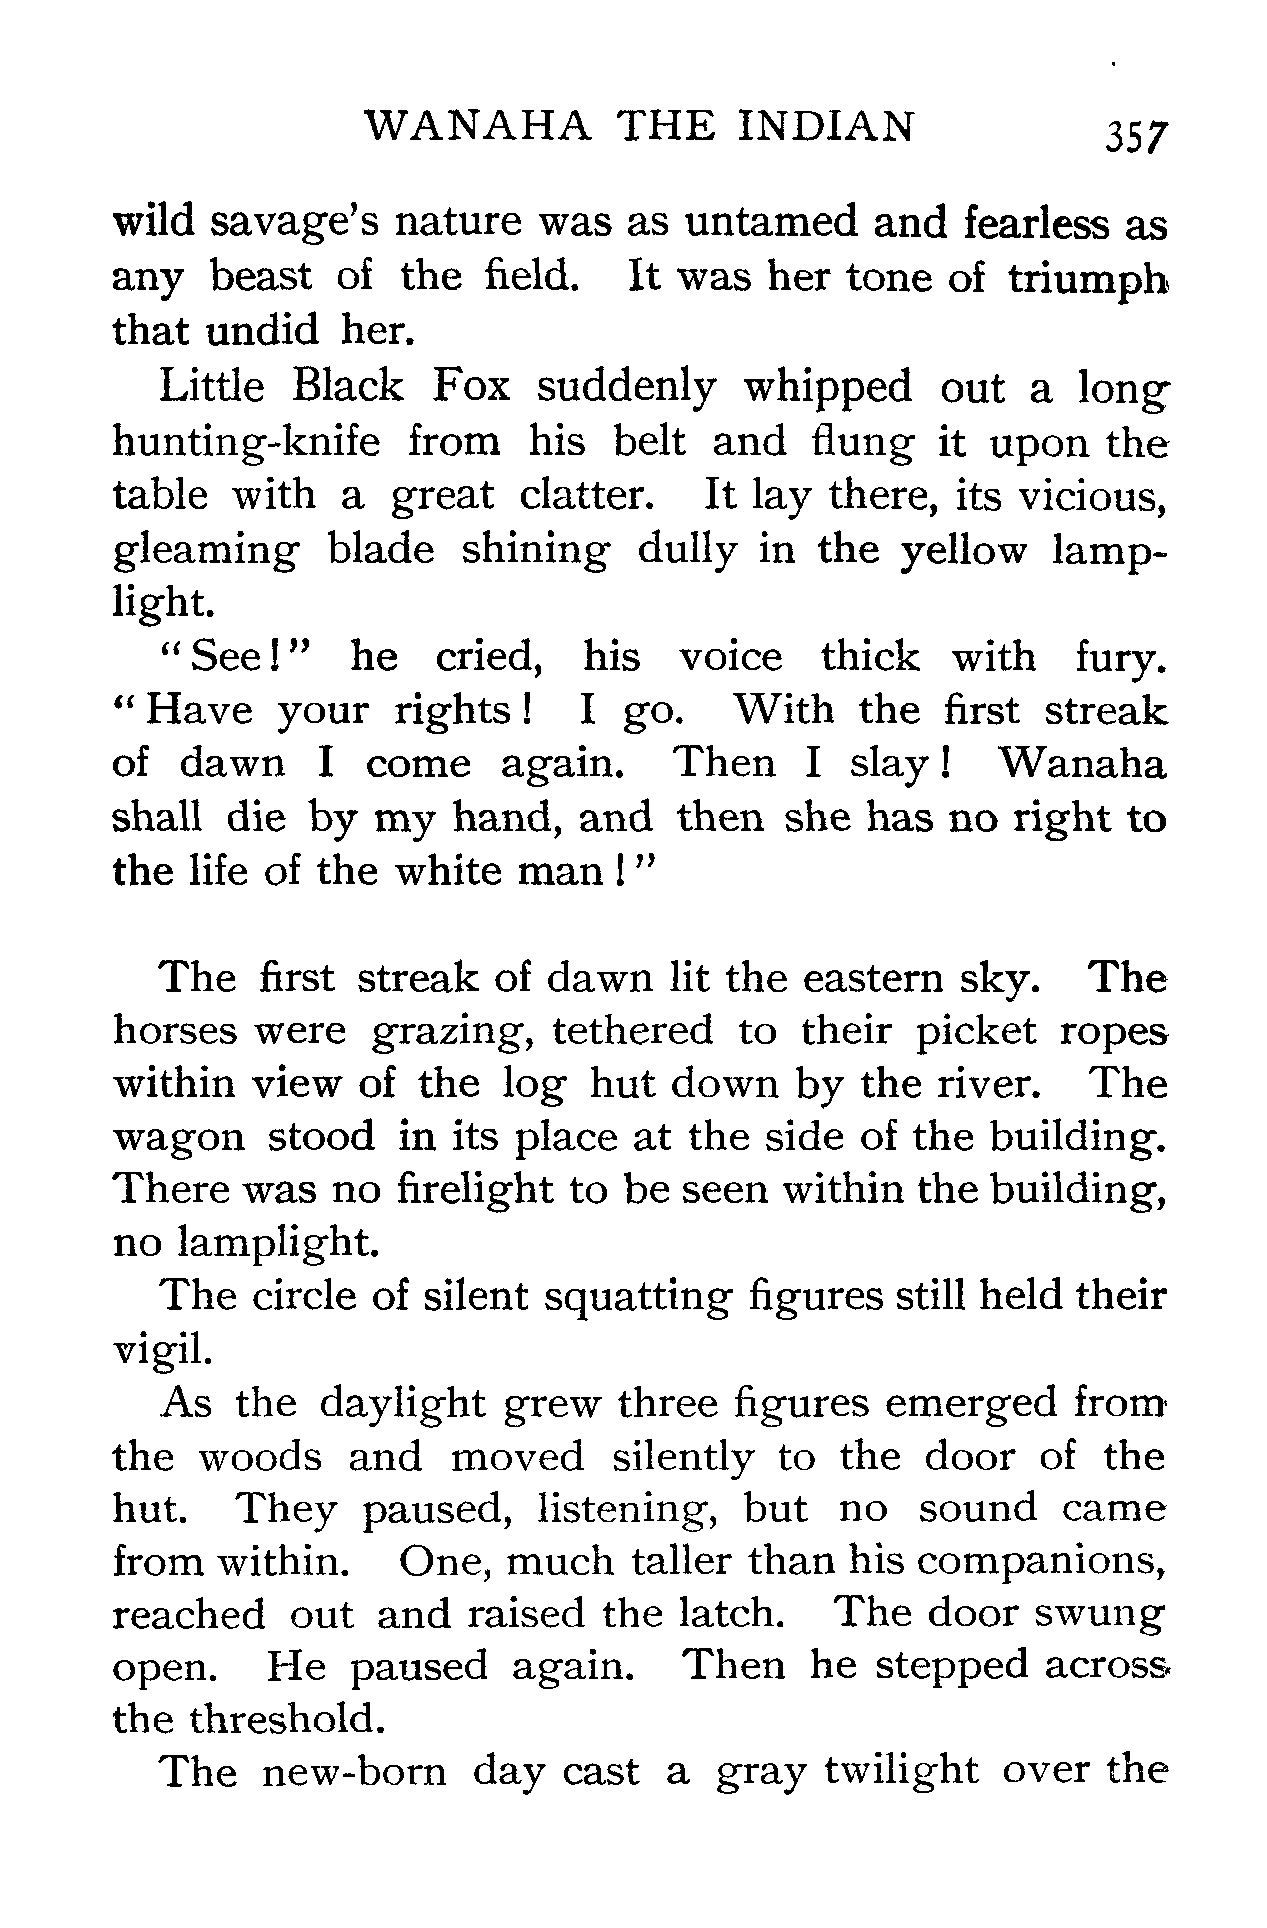 WANAHA THE INDIAN 357
wild savage's nature was as untamed and fearless as
any beast of the field. It was her tone of triumph
that undid her.
Little Black Fox suddenly whipped out a long
hunting-knife from his belt and flung it upon the
table with a great clatter. It lay there, its vicious,
gleaming blade shining dully in the yellow lamp-
light.
“See!” he cried, his voice thick with fury.
“Have your rights! I go. With the first streak
of dawn I come again. Then I slay! Wanaha
shall die by my hand, and then she has no right to
the life of the white man!”
The first streak of dawn lit the eastern sky. The
horses were grazing, tethered to their picket ropes
within view of the log hut down by the river. The
wagon stood in its place at the side of the building.
There was no firelight to be seen within the building,
no lamplight.
The circle of silent squatting figures still held their
vigil.
As the daylight grew three figures emerged from
the woods and moved silently to the door of the
hut. They paused, listening, but no sound came
from within. One, much taller than his companions,
reached out and raised the latch. The door swung
open. He paused again. Then he stepped across
the threshold.
The new-born day cast a gray twilight over the